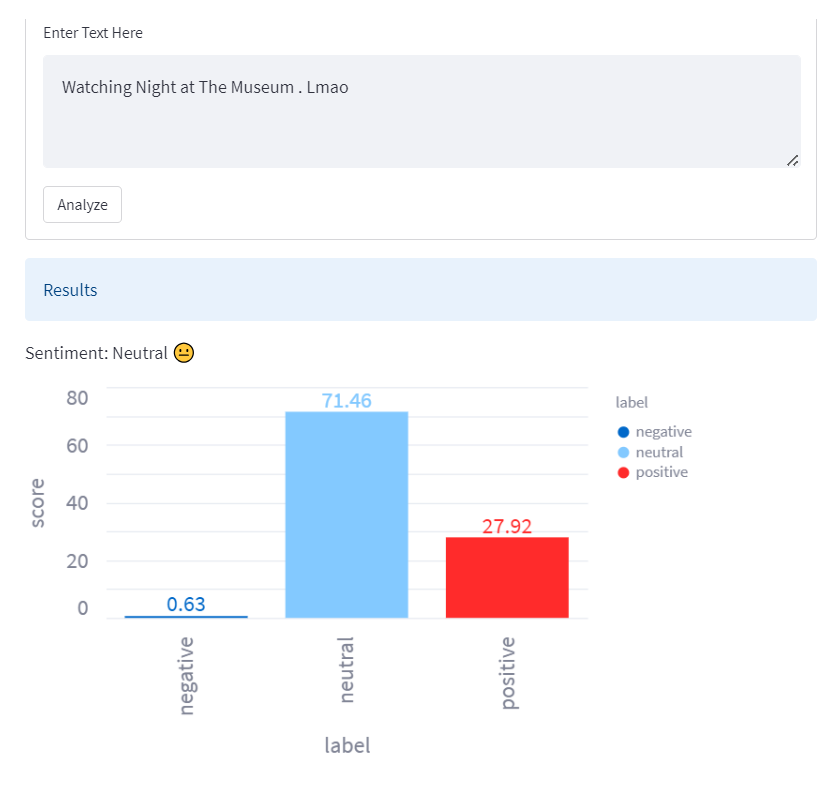 Enter Text Here
Watching Night at The Museum . Lmao
Analyze
Results
Sentiment: Neutral 😐
80
60
40
20
0
score
0.63
71.46
27.92
negative
neutral
positive
label
label
negative
neutral
positive